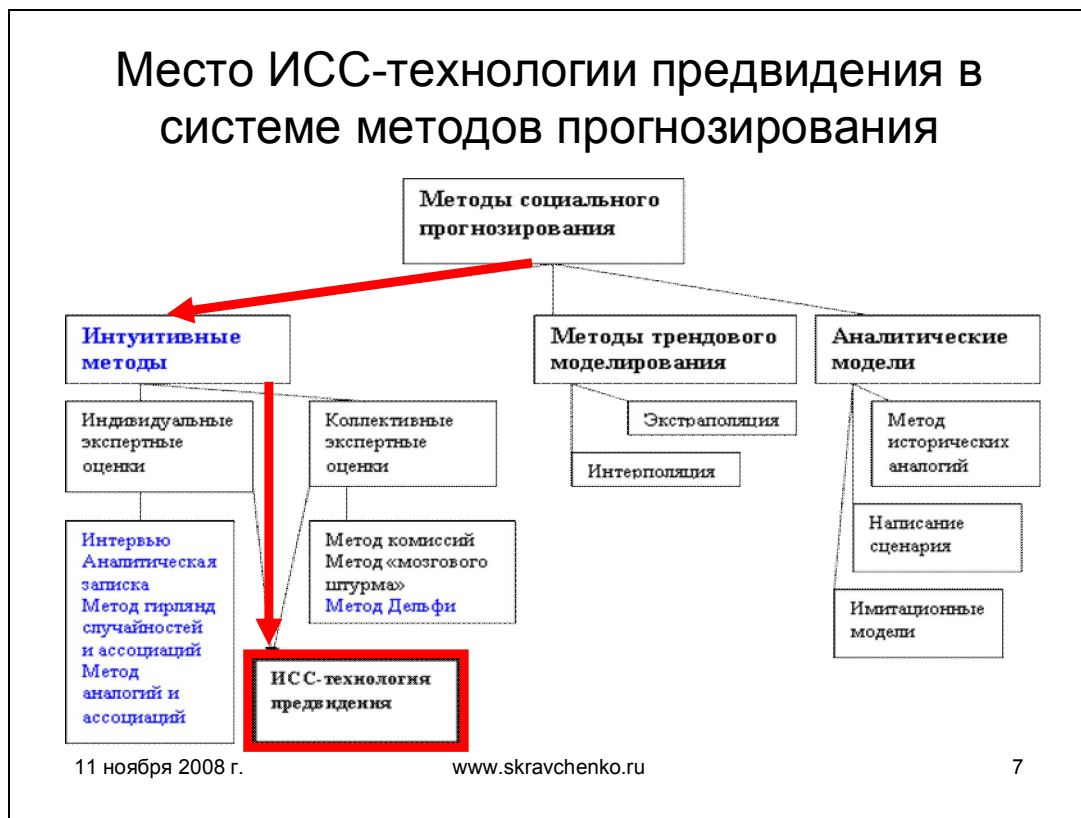 Место ИСС-технологии предвидения в
системе методов прогнозирования
Методы социального
прогнозирования
Интуитивные
методы
Методы трендового
моделирования
Аналитические
модели
Индивидуальные
экспертные
оценки
Коллективные
экспертные
оценки
Экстраполяция
Интерполяция
Метод
исторических
аналогий
Интервью
Аналитическая
записка
Метод гирлянд
случайностей
и ассоциаций
Метод
аналогий и
ассоциаций
Метод комиссий
Метод «мозгового
штурма»
Метод Дельфи
Написание
сценария
Имитационные
модели
ИСС-технология
предвидения
11 ноября 2008 г.
www.skravchenko.ru
7